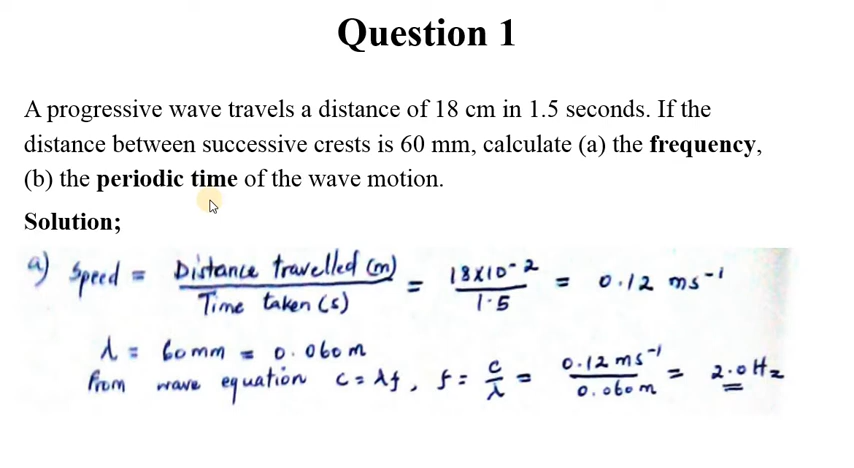 Question 1
A progressive wave travels a distance of 18 cm in 1.5 seconds. If the
distance between successive crests is 60 mm, calculate (a) the frequency,
(b) the periodic time of the wave motion.
Solution;
a) Speed = Distance travelled (m) / Time taken (s) = 18×10⁻² / 1.5 = 0.12 ms⁻¹
λ = 60mm = 0.060m
From wave equation c = λf, f = c/λ = 0.12 ms⁻¹ / 0.060 m = 2.0 Hz